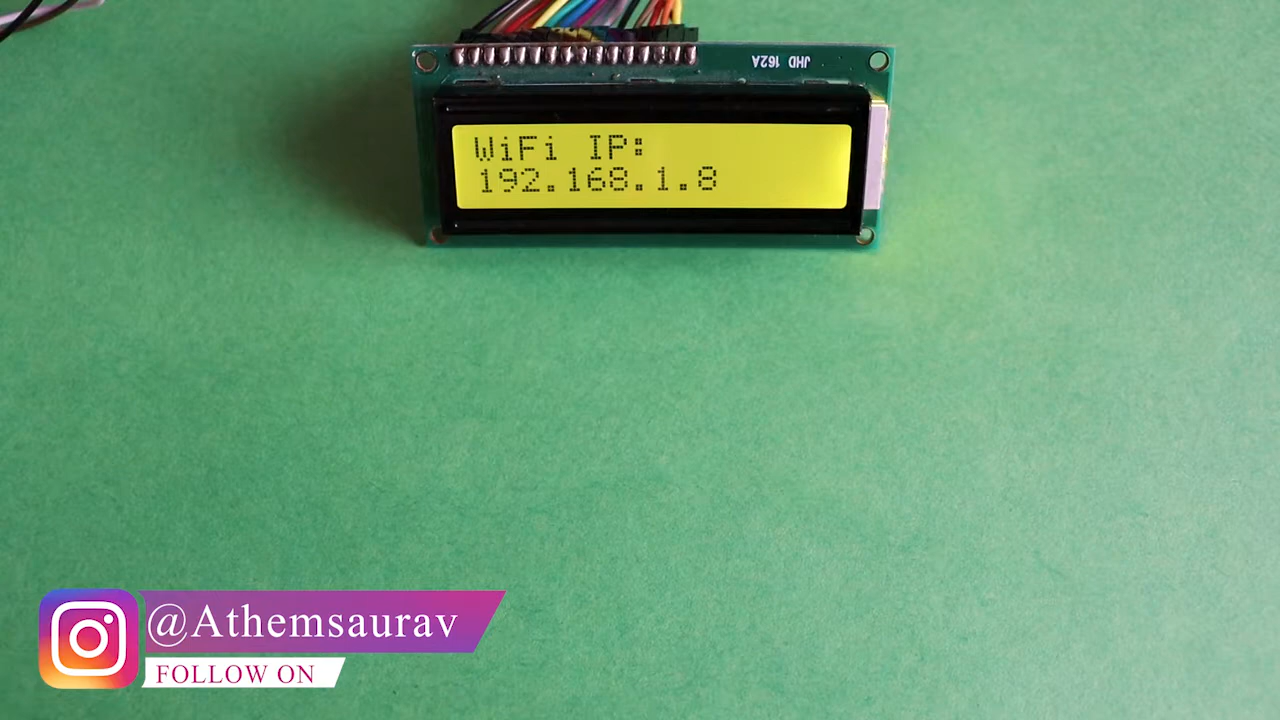 JHD 162A
WiFi IP:
192.168.1.8
@Athemsaurav
FOLLOW ON